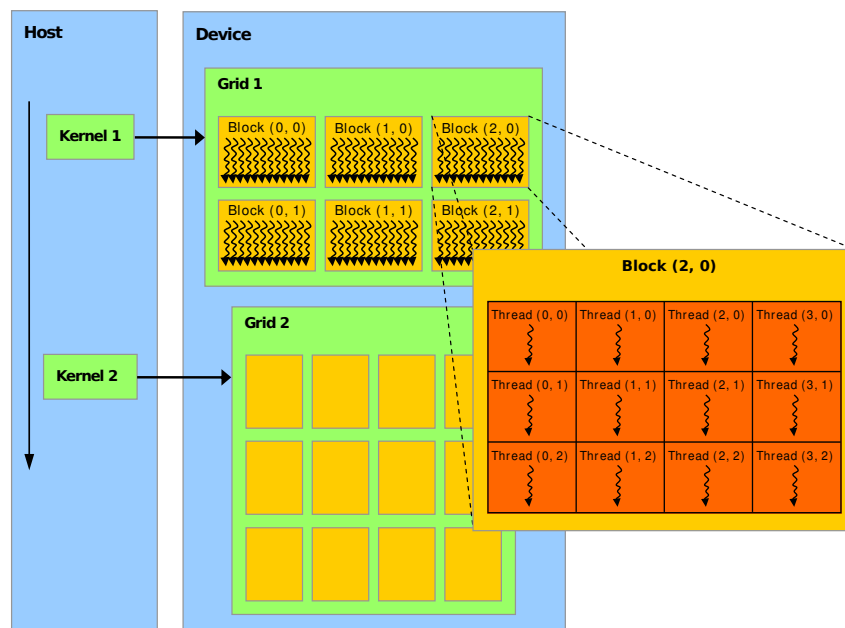 Host
Device
Grid 1
Kernel 1
Block (0, 0) Block (1, 0) Block (2, 0)
Block (0, 1) Block (1, 1) Block (2, 1)
Block (2, 0)
Grid 2
Thread (0, 0) Thread (1, 0) Thread (2, 0) Thread (3, 0)
Kernel 2
Thread (0, 1) Thread (1, 1) Thread (2, 1) Thread (3, 1)
Thread (0, 2) Thread (1, 2) Thread (2, 2) Thread (3, 2)